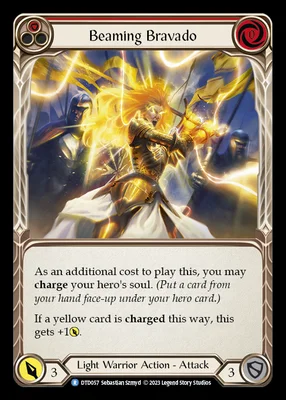 Beaming Bravado
As an additional cost to play this, you may
charge your hero's soul. (Put a card from
your hand face-up under your hero card.)
If a yellow card is charged this way, this
gets +1.
3
Light Warrior Action - Attack
3
R DTD057 Sebastian Szmyd © 2023 Legend Story Studios